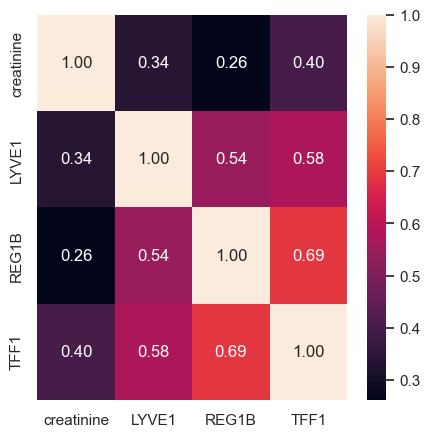 creatinine 1.00 0.34 0.26 0.40
LYVE1 0.34 1.00 0.54 0.58
REG1B 0.26 0.54 1.00 0.69
TFF1 0.40 0.58 0.69 1.00
creatinine LYVE1 REG1B TFF1
1.0
0.9
0.8
0.7
0.6
0.5
0.4
0.3